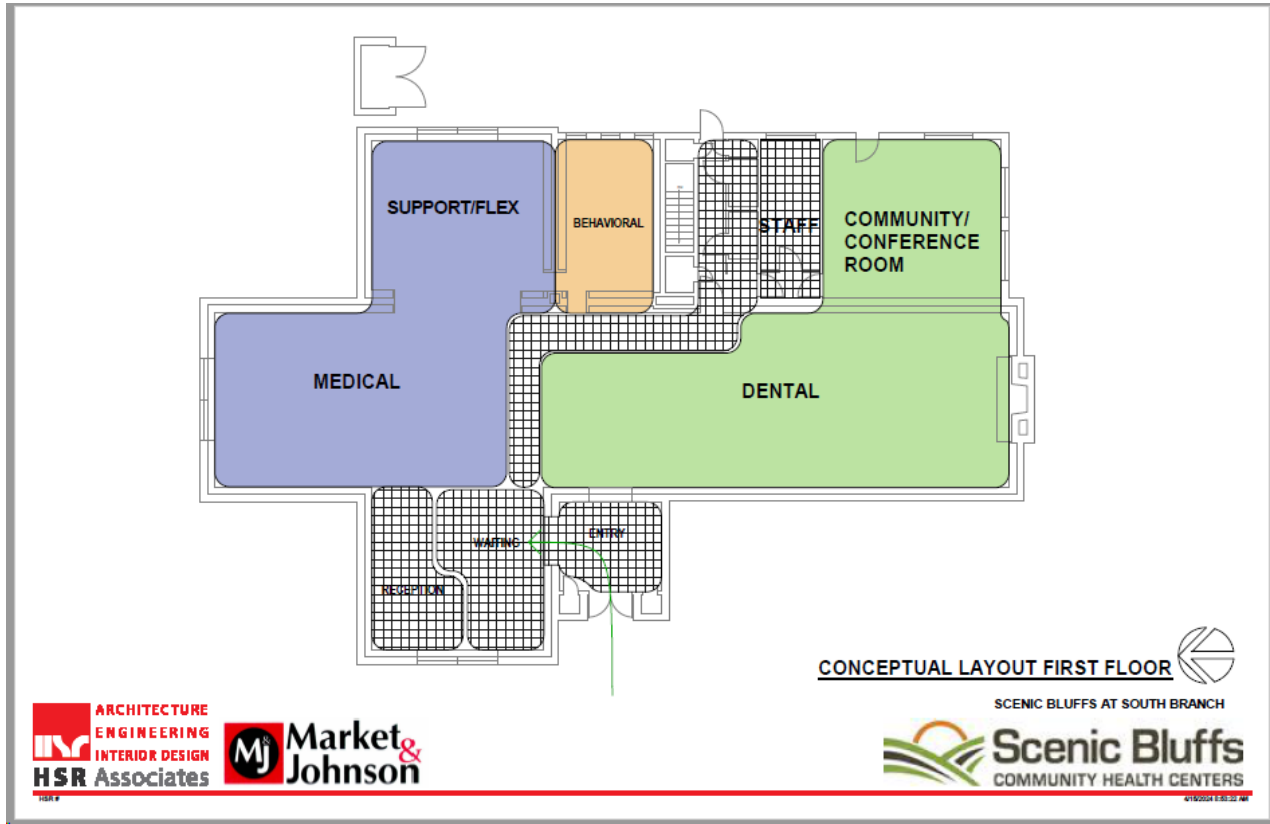 SUPPORT/FLEX
BEHAVIORAL
STAFF
COMMUNITY/
CONFERENCE
ROOM
MEDICAL
DENTAL
ENTRY
WAITING
RECEPTION
CONCEPTUAL LAYOUT FIRST FLOOR
SCENIC BLUFFS AT SOUTH BRANCH
ARCHITECTURE
ENGINEERING
INTERIOR DESIGN
HSR Associates
M&J Market&
Johnson
Scenic Bluffs
COMMUNITY HEALTH CENTERS
HSR #